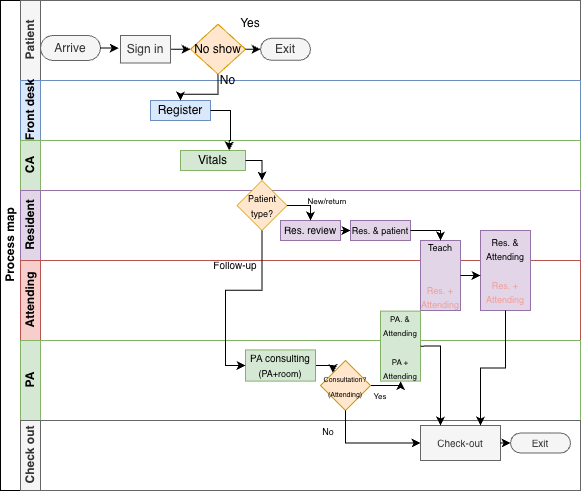 Process map
Patient
Arrive
Sign in
No show
Yes
Exit
No
Front desk
Register
CA
Vitals
Resident
Patient
type?
New/return
Res. review
Res. & patient
Teach
Res. +
Attending
Res. &
Attending
Res. +
Attending
Attending
Follow-up
PA. &
Attending
PA +
Attending
PA
PA consulting
(PA+room)
Consultation?
(Attending)
Yes
No
Check out
Check-out
Exit